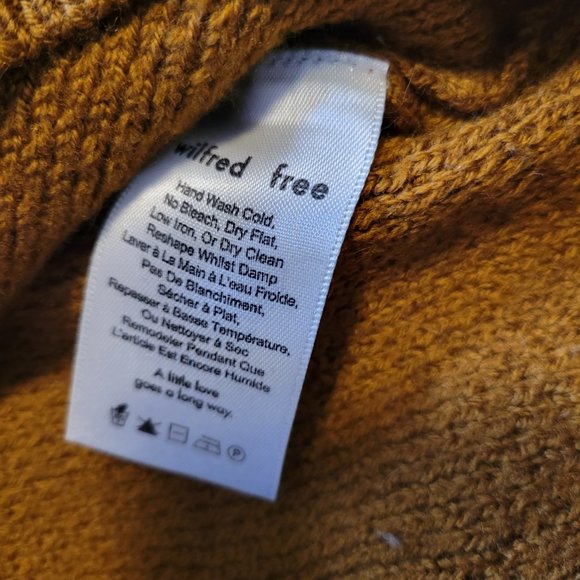 wilfred free
Hand Wash Cold,
No Bleach, Dry Flat,
Low Iron, Or Dry Clean
Reshape Whilst Damp
Laver à La Main à L'eau Froide,
Pas De Blanchiment,
Sécher à Plat,
Repasser à Basse Température,
Ou Nettoyer à Sec
Remodeler Pendant Que
L'article Est Encore Humide
A little love
goes a long way.
P